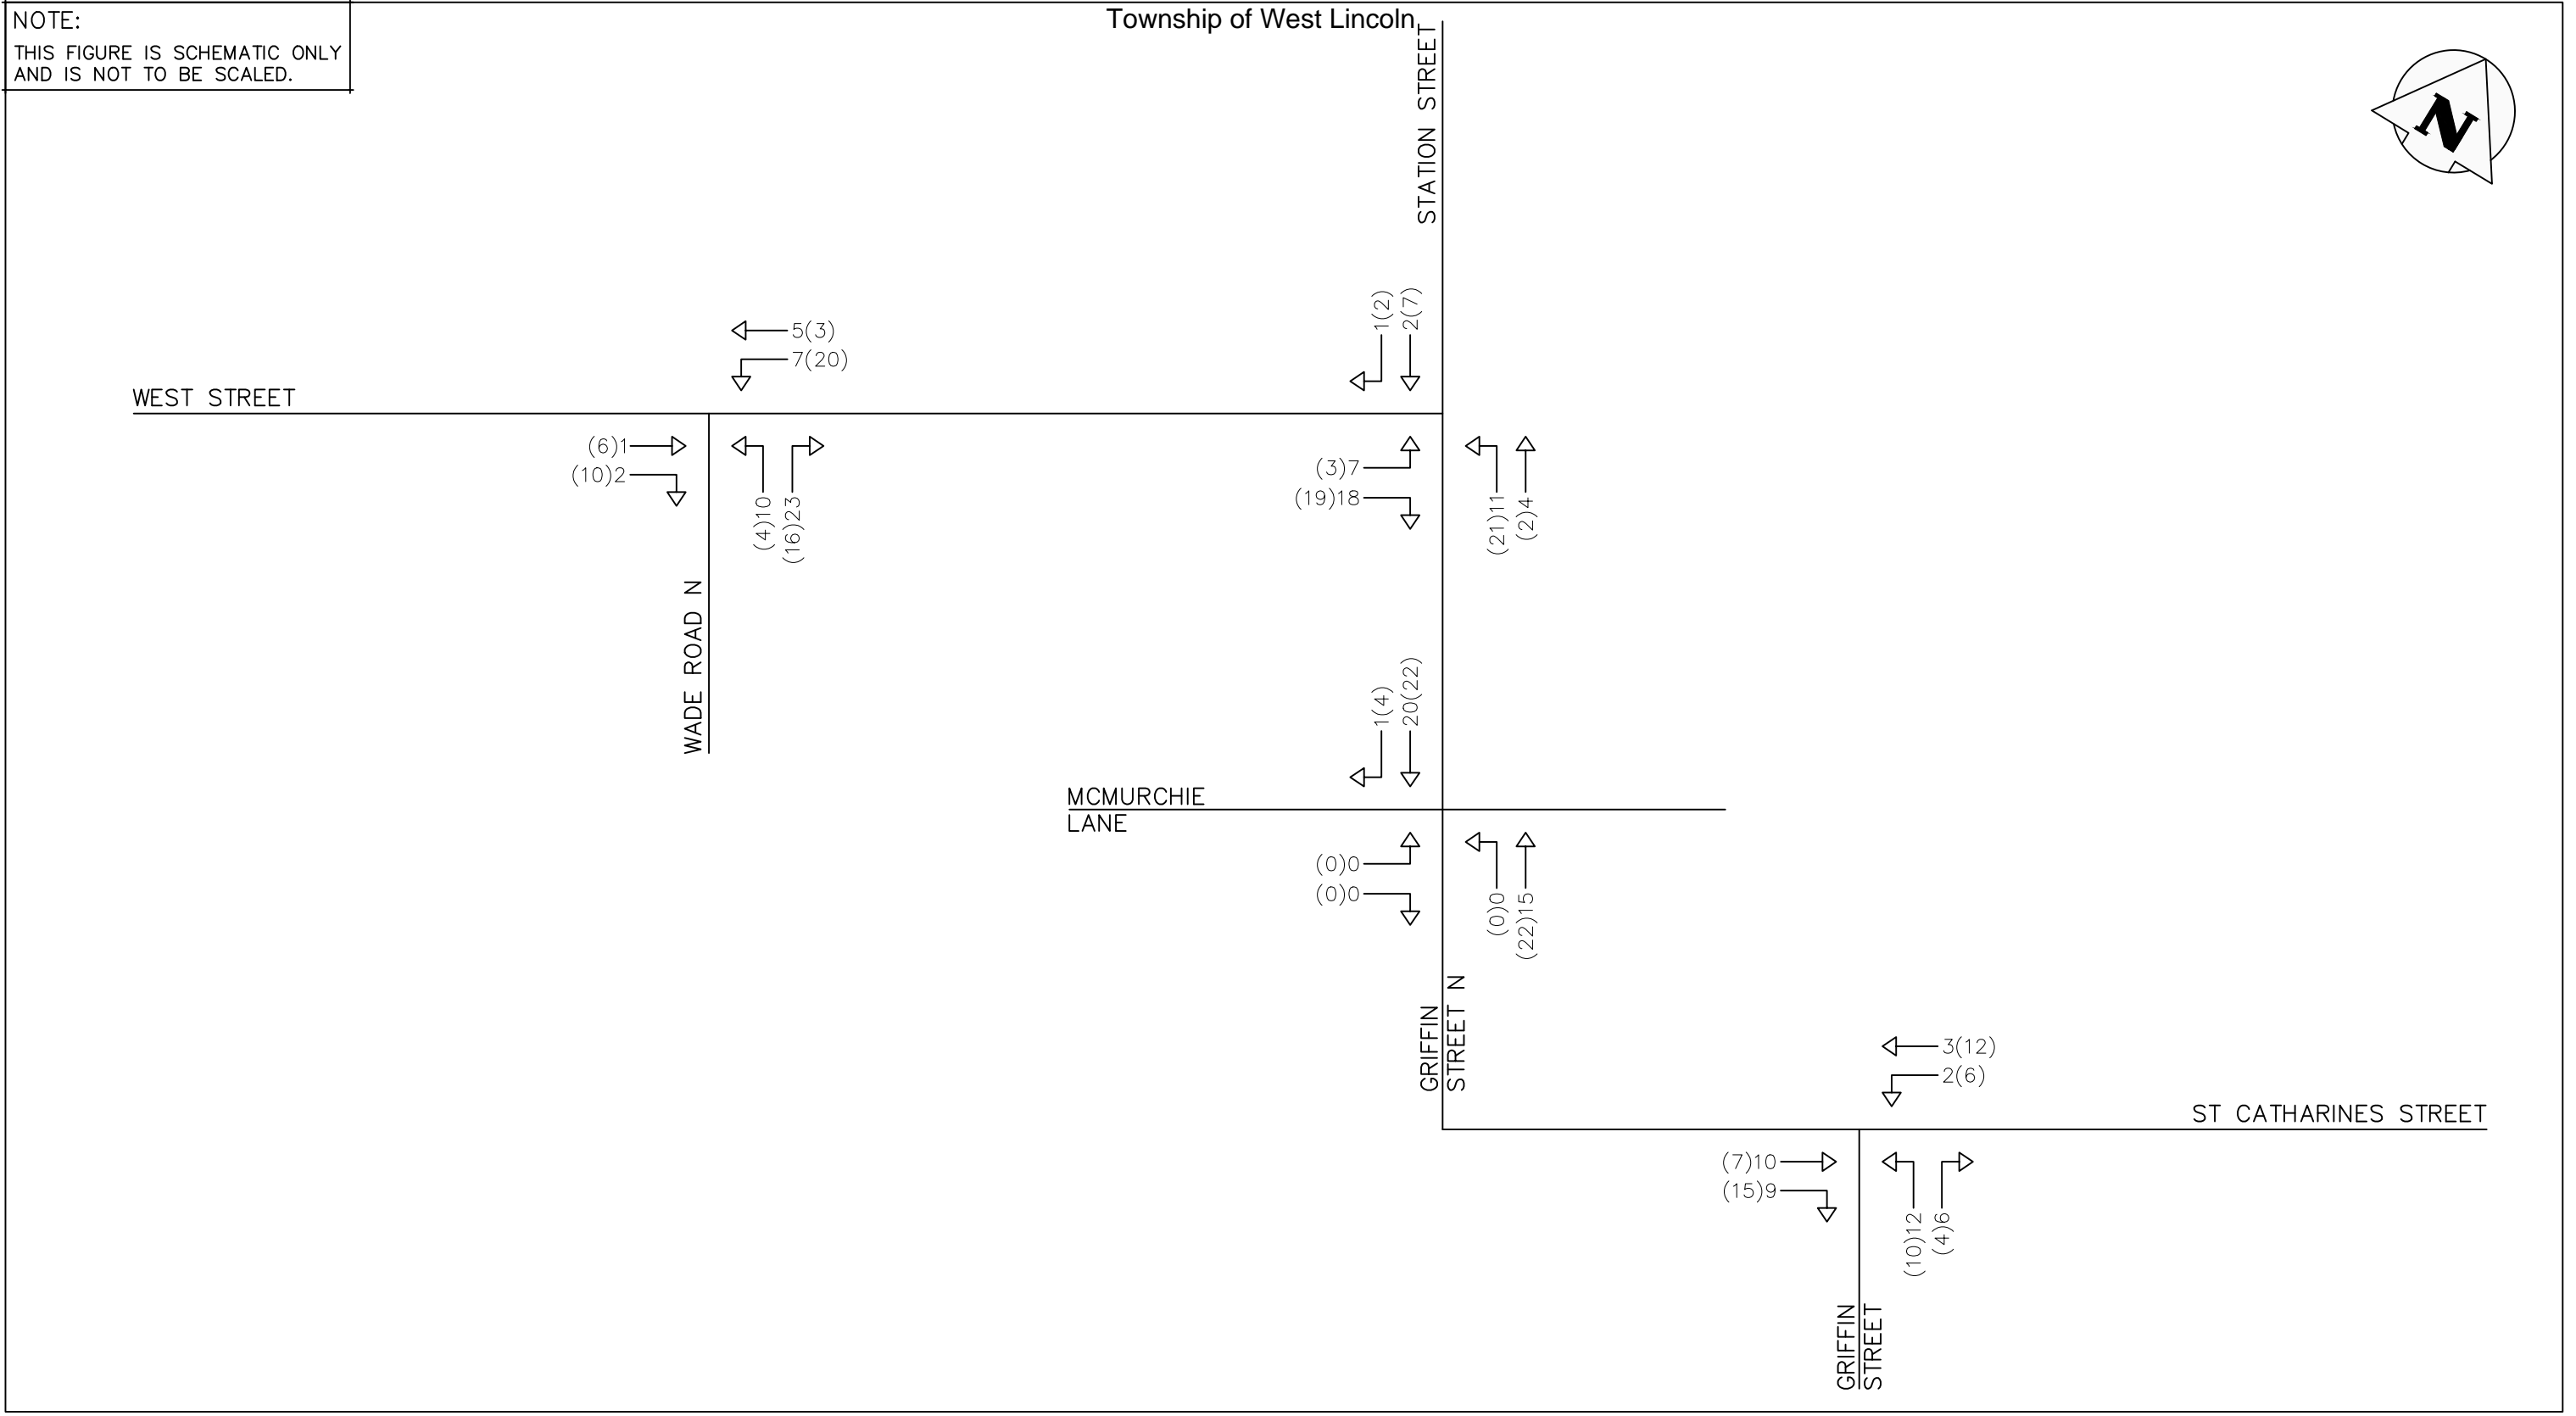 NOTE:
THIS FIGURE IS SCHEMATIC ONLY
AND IS NOT TO BE SCALED.
Township of West Lincoln
STATION STREET
N
1(2)
2(7)
5(3)
7(20)
WEST STREET
(6)1
(10)2
(4)10
(16)23
WADE ROAD N
(3)7
(19)18
(21)11
(2)4
1(4)
20(22)
MCMURCHIE
LANE
(0)0
(0)0
(0)0
(22)15
GRIFFIN
STREET N
3(12)
2(6)
ST CATHARINES STREET
(7)10
(15)9
(10)12
(4)6
GRIFFIN
STREET